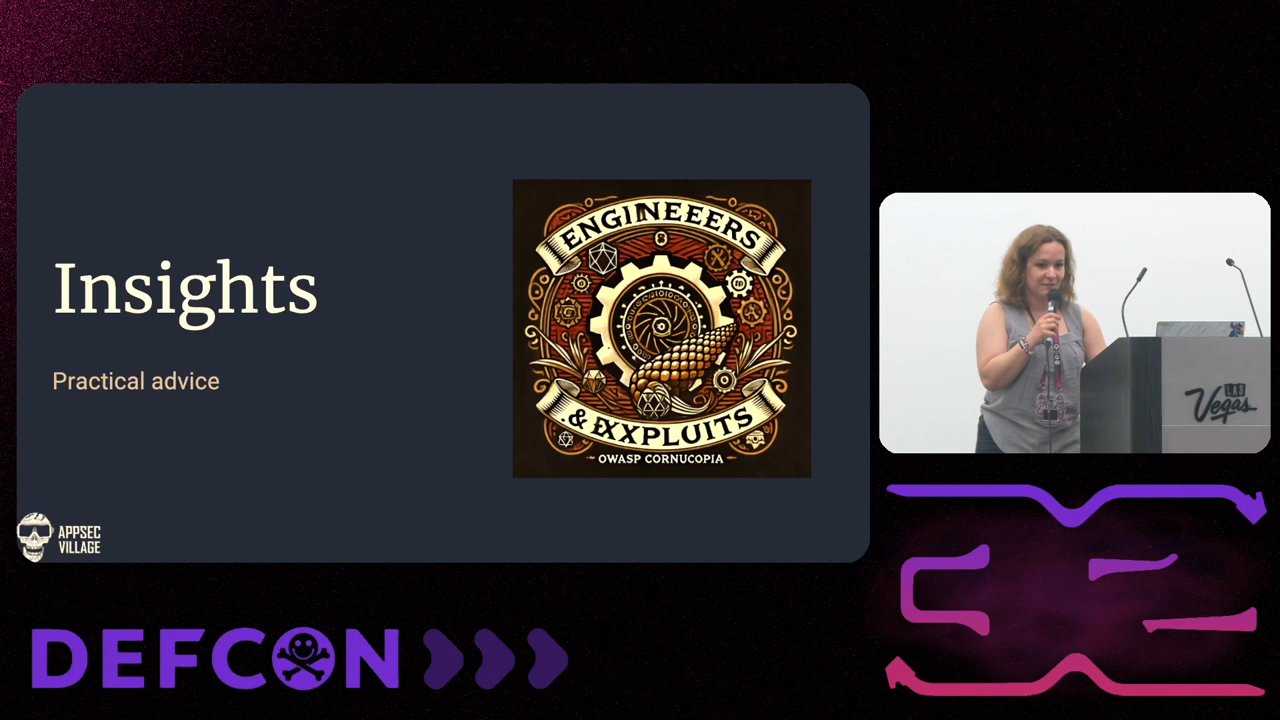 Insights
Practical advice
ENGINEEERS
& EXXPLUITS
OWASP CORNUCOPIA
APPSEC
VILLAGE
DEFCON
LAS
Vegas